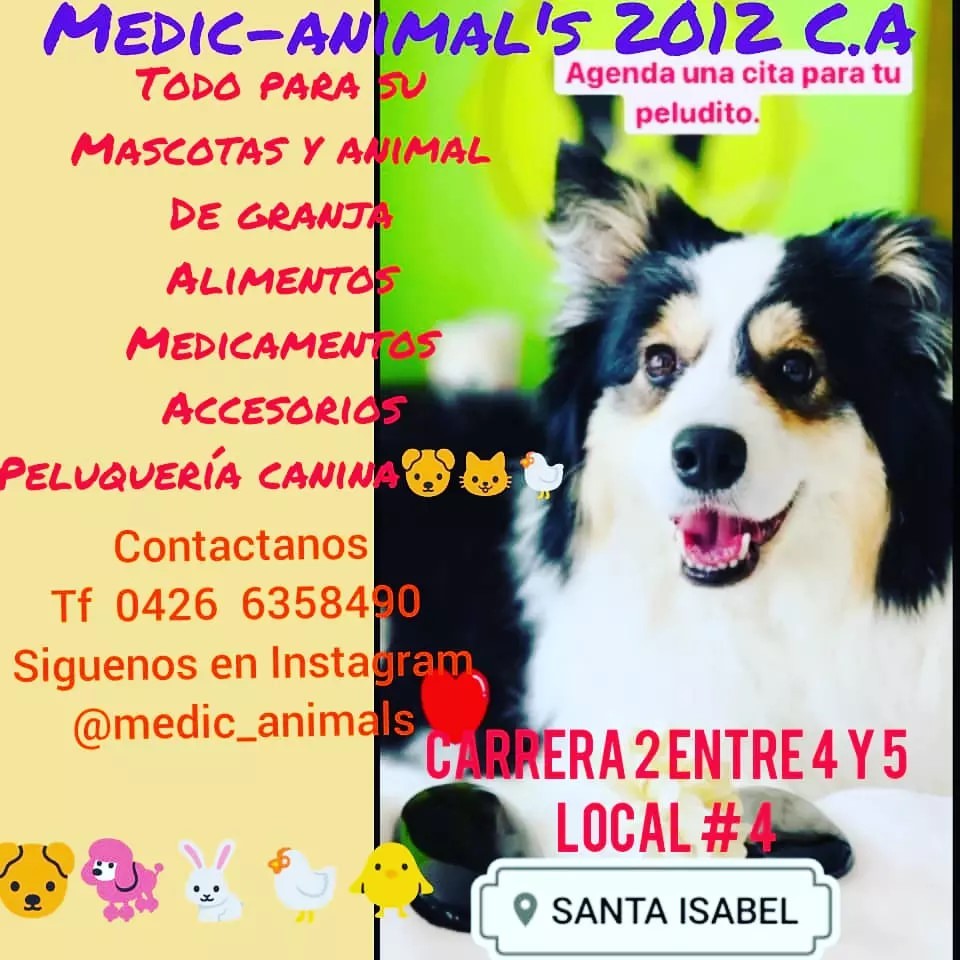 MEDIC-ANIMAL'S 2012 C.A
Agenda una cita para tu
peludito.
TODO PARA SU
MASCOTAS Y ANIMAL
DE GRANJA
ALIMENTOS
MEDICAMENTOS
ACCESORIOS
PELUQUERÍA CANINA
Contactanos
Tf 0426 6358490
Siguenos en Instagram
@medic_animals
CARRERA 2 ENTRE 4 Y 5
LOCAL # 4
SANTA ISABEL